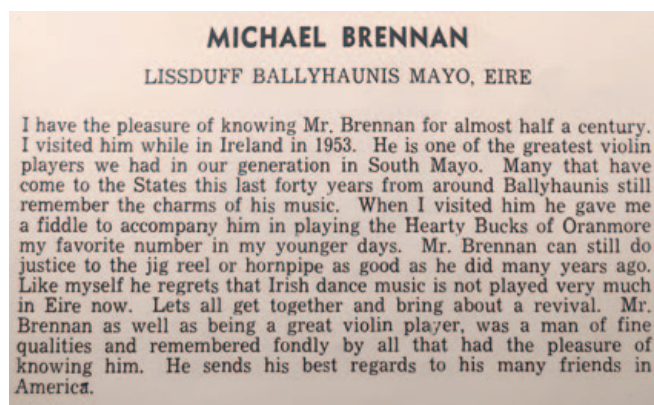 MICHAEL BRENNAN
LISSDUFF BALLYHAUNIS MAYO, EIRE
I have the pleasure of knowing Mr. Brennan for almost half a century.
I visited him while in Ireland in 1953. He is one of the greatest violin
players we had in our generation in South Mayo. Many that have
come to the States this last forty years from around Ballyhaunis still
remember the charms of his music. When I visited him he gave me
a fiddle to accompany him in playing the Hearty Bucks of Oranmore
my favorite number in my younger days. Mr. Brennan can still do
justice to the jig reel or hornpipe as good as he did many years ago.
Like myself he regrets that Irish dance music is not played very much
in Eire now. Lets all get together and bring about a revival. Mr.
Brennan as well as being a great violin player, was a man of fine
qualities and remembered fondly by all that had the pleasure of
knowing him. He sends his best regards to his many friends in
America.